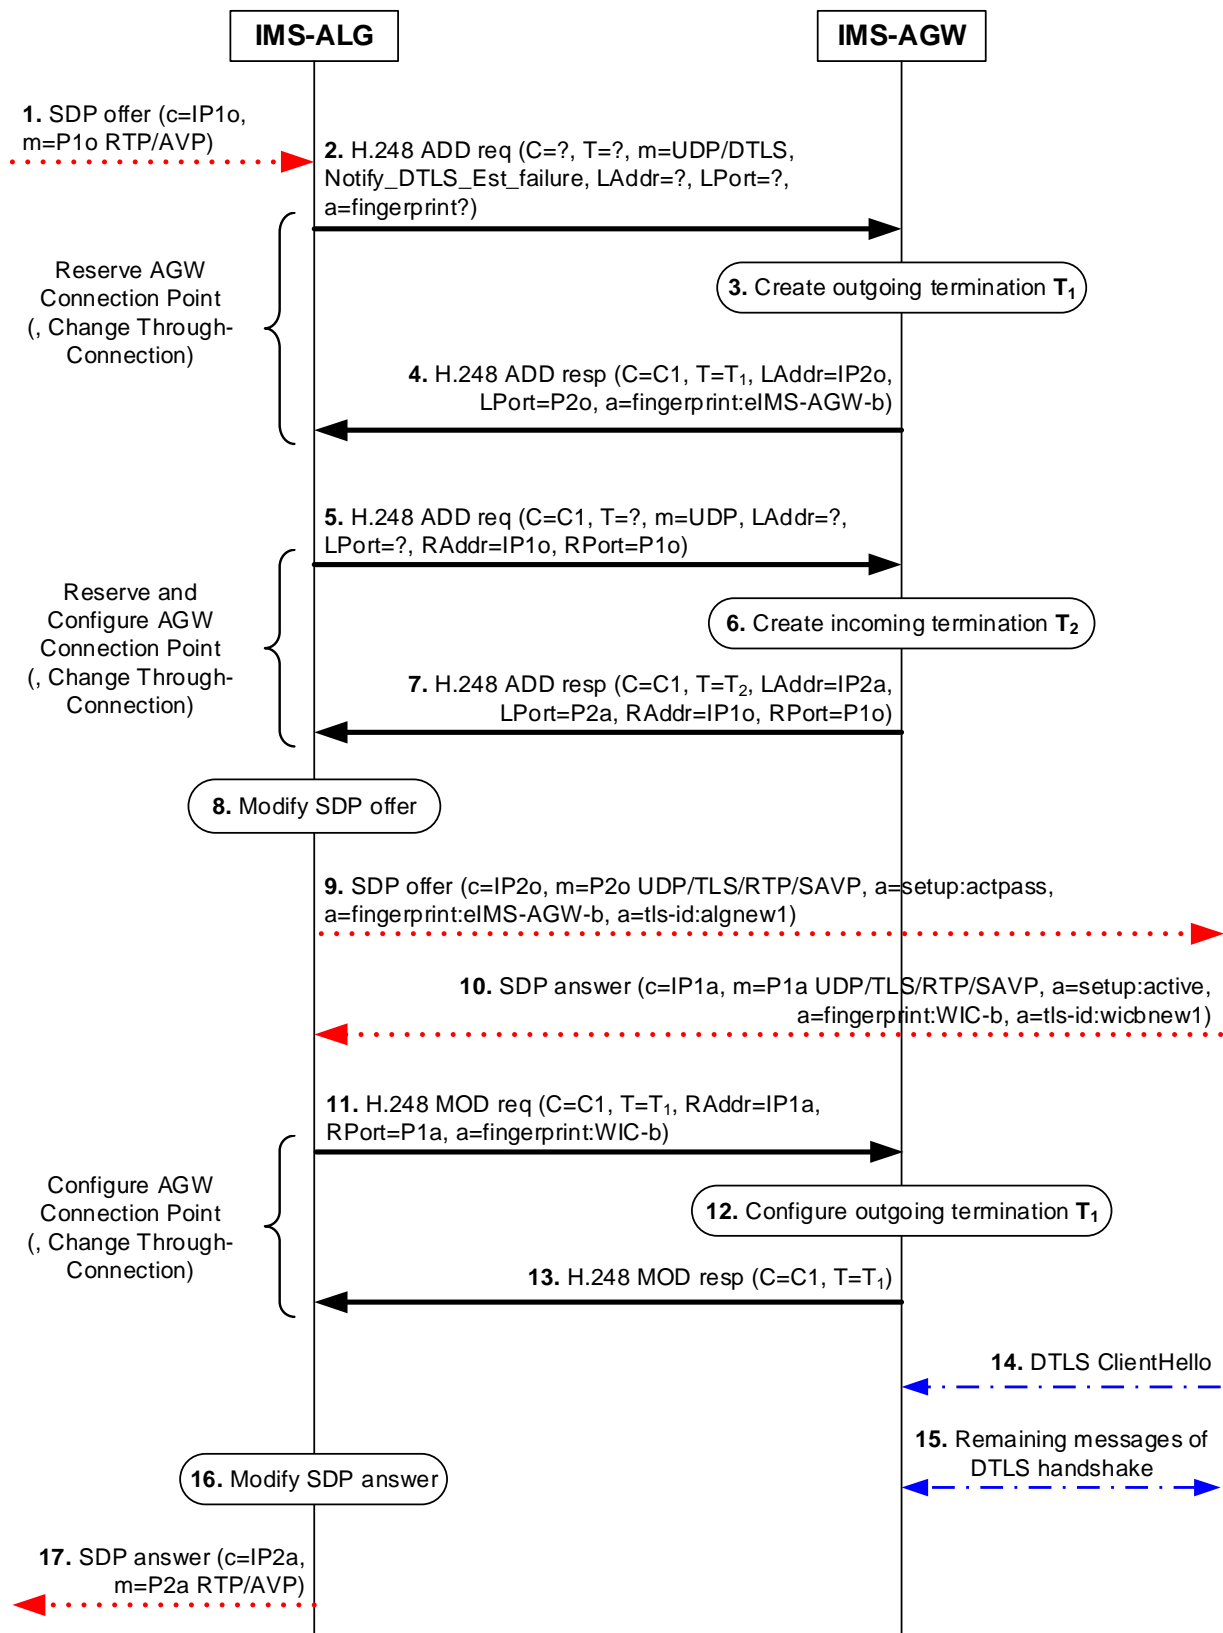 IMS-ALG
IMS-AGW
1. SDP offer (c=IP1o,
m=P1o RTP/AVP)
2. H.248 ADD req (C=?, T=?, m=UDP/DTLS,
Notify_DTLS_Est_failure, LAddr=?, LPort=?,
a=fingerprint?)
Reserve AGW
Connection Point
(, Change Through-
Connection)
3. Create outgoing termination T1
4. H.248 ADD resp (C=C1, T=T1, LAddr=IP2o,
LPort=P2o, a=fingerprint:eIMS-AGW-b)
5. H.248 ADD req (C=C1, T=?, m=UDP, LAddr=?,
LPort=?, RAddr=IP1o, RPort=P1o)
Reserve and
Configure AGW
Connection Point
(, Change Through-
Connection)
6. Create incoming termination T2
7. H.248 ADD resp (C=C1, T=T2, LAddr=IP2a,
LPort=P2a, RAddr=IP1o, RPort=P1o)
8. Modify SDP offer
9. SDP offer (c=IP2o, m=P2o UDP/TLS/RTP/SAVP, a=setup:actpass,
a=fingerprint:eIMS-AGW-b, a=tls-id:algnew1)
10. SDP answer (c=IP1a, m=P1a UDP/TLS/RTP/SAVP, a=setup:active,
a=fingerprint:WIC-b, a=tls-id:wicbnew1)
11. H.248 MOD req (C=C1, T=T1, RAddr=IP1a,
RPort=P1a, a=fingerprint:WIC-b)
Configure AGW
Connection Point
(, Change Through-
Connection)
12. Configure outgoing termination T1
13. H.248 MOD resp (C=C1, T=T1)
14. DTLS ClientHello
15. Remaining messages of
DTLS handshake
16. Modify SDP answer
17. SDP answer (c=IP2a,
m=P2a RTP/AVP)